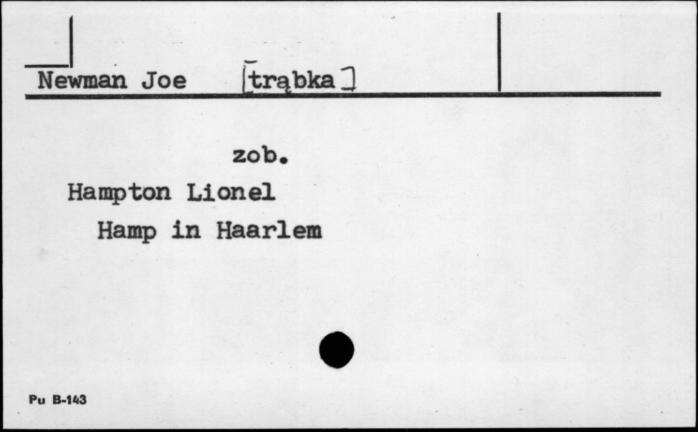 Newman Joe [trąbka]
zob.
Hampton Lionel
Hamp in Haarlem
Pu B-143